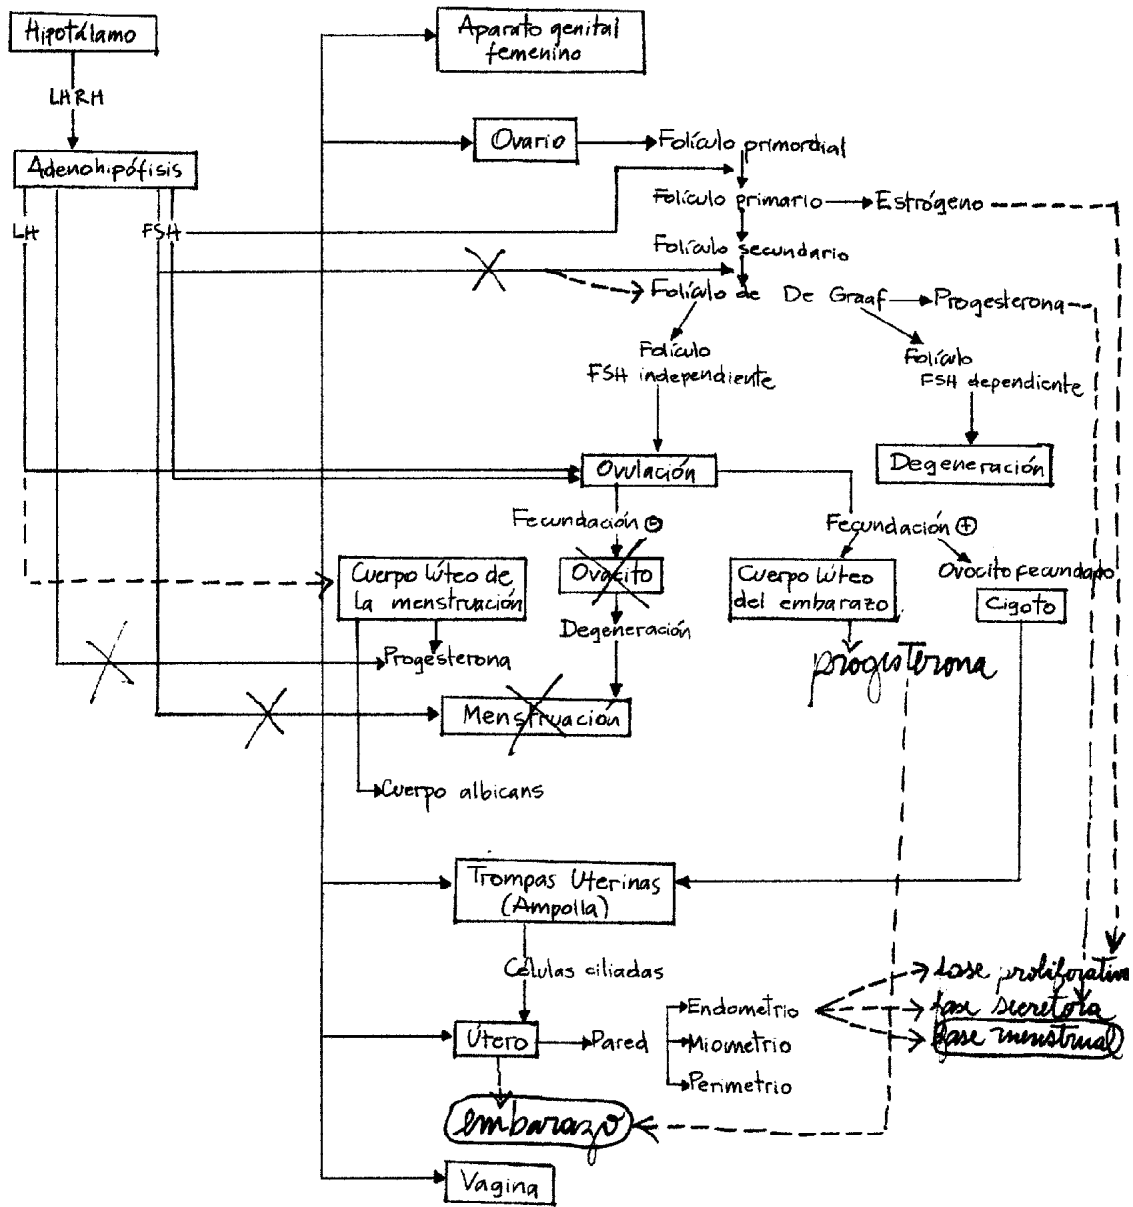 Hipotálamo
LHRH
Adenohipófisis
LH
FSH
Aparato genital
femenino
Ovario
Folículo primordial
Folículo primario
Estrógeno
Folículo secundario
Folículo de De Graaf
Progesterona
Folículo
FSH independiente
Folículo
FSH dependiente
Ovulación
Degeneración
Fecundación ⊖
Fecundación ⊕
Cuerpo lúteo de
la menstruación
Ovocito
Cuerpo lúteo
del embarazo
Ovocito fecundado
Cigoto
Degeneración
Progesterona
progesterona
Menstruación
Cuerpo albicans
Trompas Uterinas
(Ampolla)
Células ciliadas
Útero
Pared
Endometrio
Miometrio
Perimetrio
fase proliforativa
fase secretora
fase menstrual
embarazo
Vagina